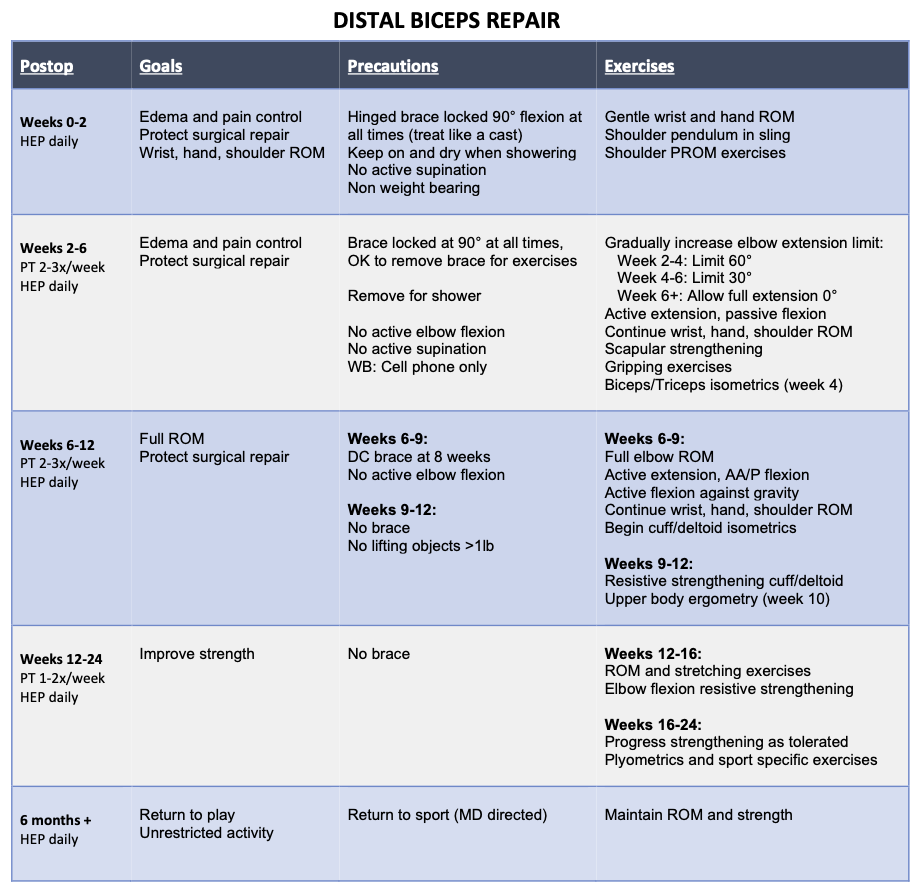 DISTAL BICEPS REPAIR
Postop
Goals
Precautions
Exercises
Weeks 0-2
HEP daily
Edema and pain control
Protect surgical repair
Wrist, hand, shoulder ROM
Hinged brace locked 90° flexion at
all times (treat like a cast)
Keep on and dry when showering
No active supination
Non weight bearing
Gentle wrist and hand ROM
Shoulder pendulum in sling
Shoulder PROM exercises
Weeks 2-6
PT 2-3x/week
HEP daily
Edema and pain control
Protect surgical repair
Brace locked at 90° at all times,
OK to remove brace for exercises
Remove for shower
No active elbow flexion
No active supination
WB: Cell phone only
Gradually increase elbow extension limit:
Week 2-4: Limit 60°
Week 4-6: Limit 30°
Week 6+: Allow full extension 0°
Active extension, passive flexion
Continue wrist, hand, shoulder ROM
Scapular strengthening
Gripping exercises
Biceps/Triceps isometrics (week 4)
Weeks 6-12
PT 2-3x/week
HEP daily
Full ROM
Protect surgical repair
Weeks 6-9:
DC brace at 8 weeks
No active elbow flexion
Weeks 9-12:
No brace
No lifting objects >1lb
Weeks 6-9:
Full elbow ROM
Active extension, AA/P flexion
Active flexion against gravity
Continue wrist, hand, shoulder ROM
Begin cuff/deltoid isometrics
Weeks 9-12:
Resistive strengthening cuff/deltoid
Upper body ergometry (week 10)
Weeks 12-24
PT 1-2x/week
HEP daily
Improve strength
No brace
Weeks 12-16:
ROM and stretching exercises
Elbow flexion resistive strengthening
Weeks 16-24:
Progress strengthening as tolerated
Plyometrics and sport specific exercises
6 months +
HEP daily
Return to play
Unrestricted activity
Return to sport (MD directed)
Maintain ROM and strength